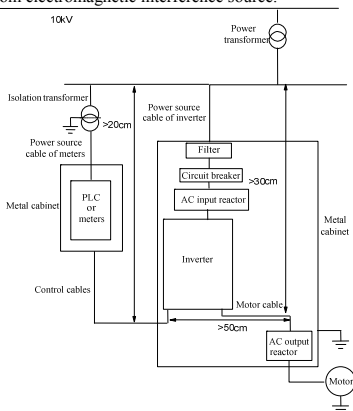 om electromagnetic interference source.
10kV
Power
transformer
Isolation transformer
>20cm
Power source
cable of inverter
Power source
cable of meters
Filter
Circuit breaker
>30cm
AC input reactor
Metal cabinet
PLC
or
meters
Metal
cabinet
Inverter
Control cables
Motor cable
>50cm
AC output
reactor
Motor